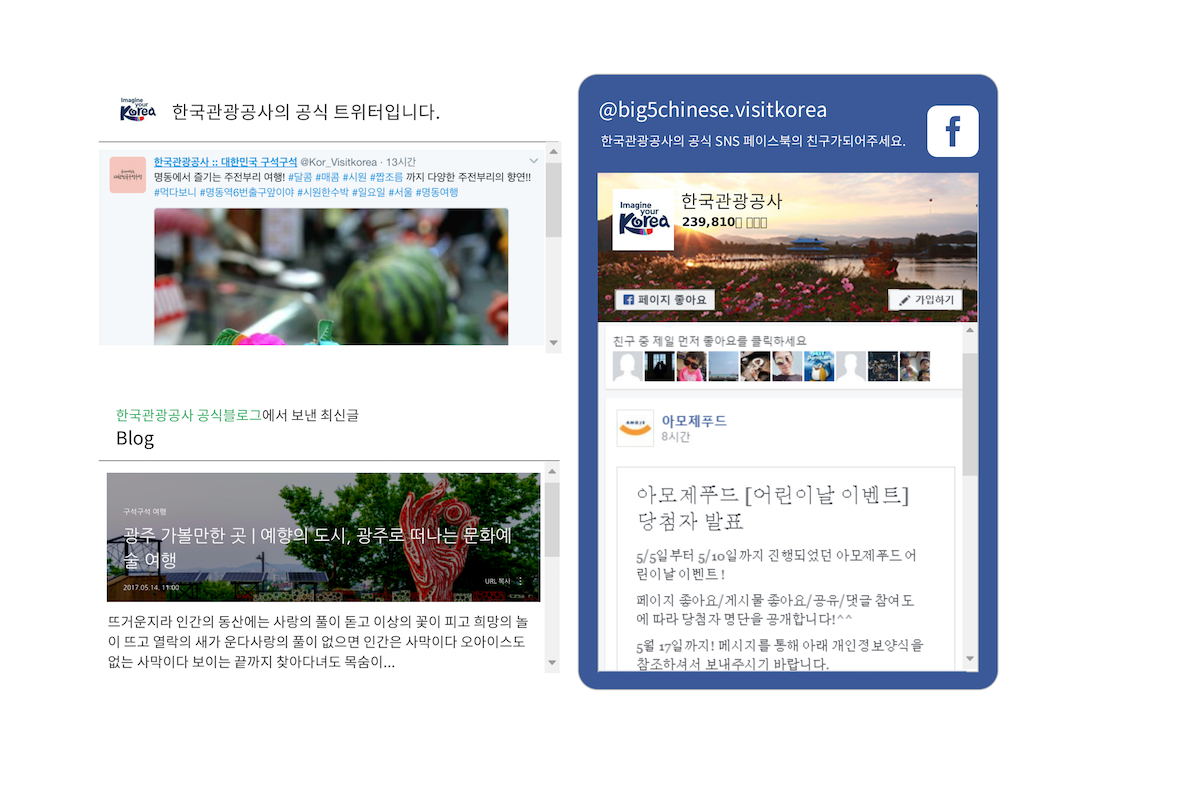 Imagine
your
Korea
한국관광공사의 공식 트위터입니다.
한국관광공사 :: 대한민국 구석구석 @Kor_Visitkorea · 13시간
명동에서 즐기는 주전부리 여행! #달콤 #매콤 #시원 #짭조름 까지 다양한 주전부리의 향연!!
#먹다보니 #명동역6번출구앞이야 #시원한수박 #일요일 #서울 #명동여행
한국관광공사 공식블로그에서 보낸 최신글
Blog
구석구석 여행
광주 가볼만한 곳 | 예향의 도시, 광주로 떠나는 문화예
술 여행
2017.05.14. 11:00
URL 복사
뜨거운지라 인간의 동산에는 사랑의 풀이 돋고 이상의 꽃이 피고 희망의 놀
이 뜨고 열락의 새가 운다사랑의 풀이 없으면 인간은 사막이다 오아이스도
없는 사막이다 보이는 끝까지 찾아다녀도 목숨이...
@big5chinese.visitkorea
한국관광공사의 공식 SNS 페이스북의 친구가되어주세요.
f
Imagine
your
Korea
한국관광공사
239,810
f 페이지 좋아요
가입하기
친구 중 제일 먼저 좋아요를 클릭하세요
아모제푸드
8시간
아모제푸드 [어린이날 이벤트]
당첨자 발표
5/5일부터 5/10일까지 진행되었던 아모제푸드 어
린이날 이벤트!
페이지 좋아요/게시물 좋아요/공유/댓글 참여도
에 따라 당첨자 명단을 공개합니다!^^
5월 17일까지! 메시지를 통해 아래 개인정보양식을
참조하셔서 보내주시기 바랍니다.